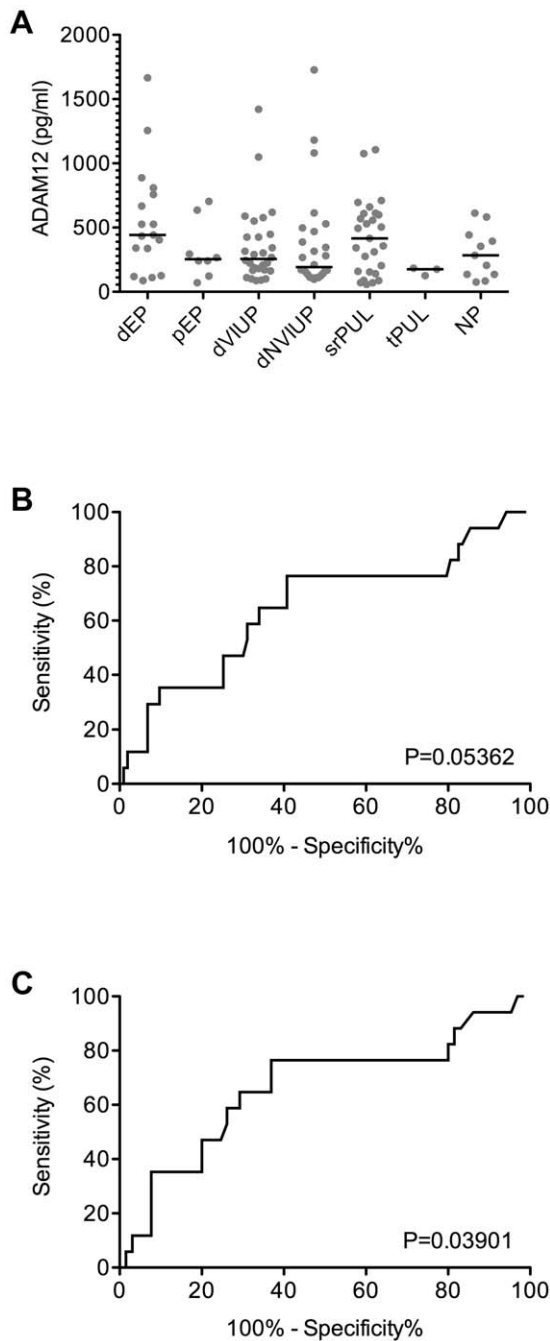 A
ADAM12 (pg/ml)
2000
1500
1000
500
0
dEP
pEP
dVIUP
dNVIUP
srPUL
tPUL
NP
B
Sensitivity (%)
100
80
60
40
20
0
P=0.05362
0 20 40 60 80 100
100% - Specificity%
C
Sensitivity (%)
100
80
60
40
20
0
P=0.03901
0 20 40 60 80 100
100% - Specificity%